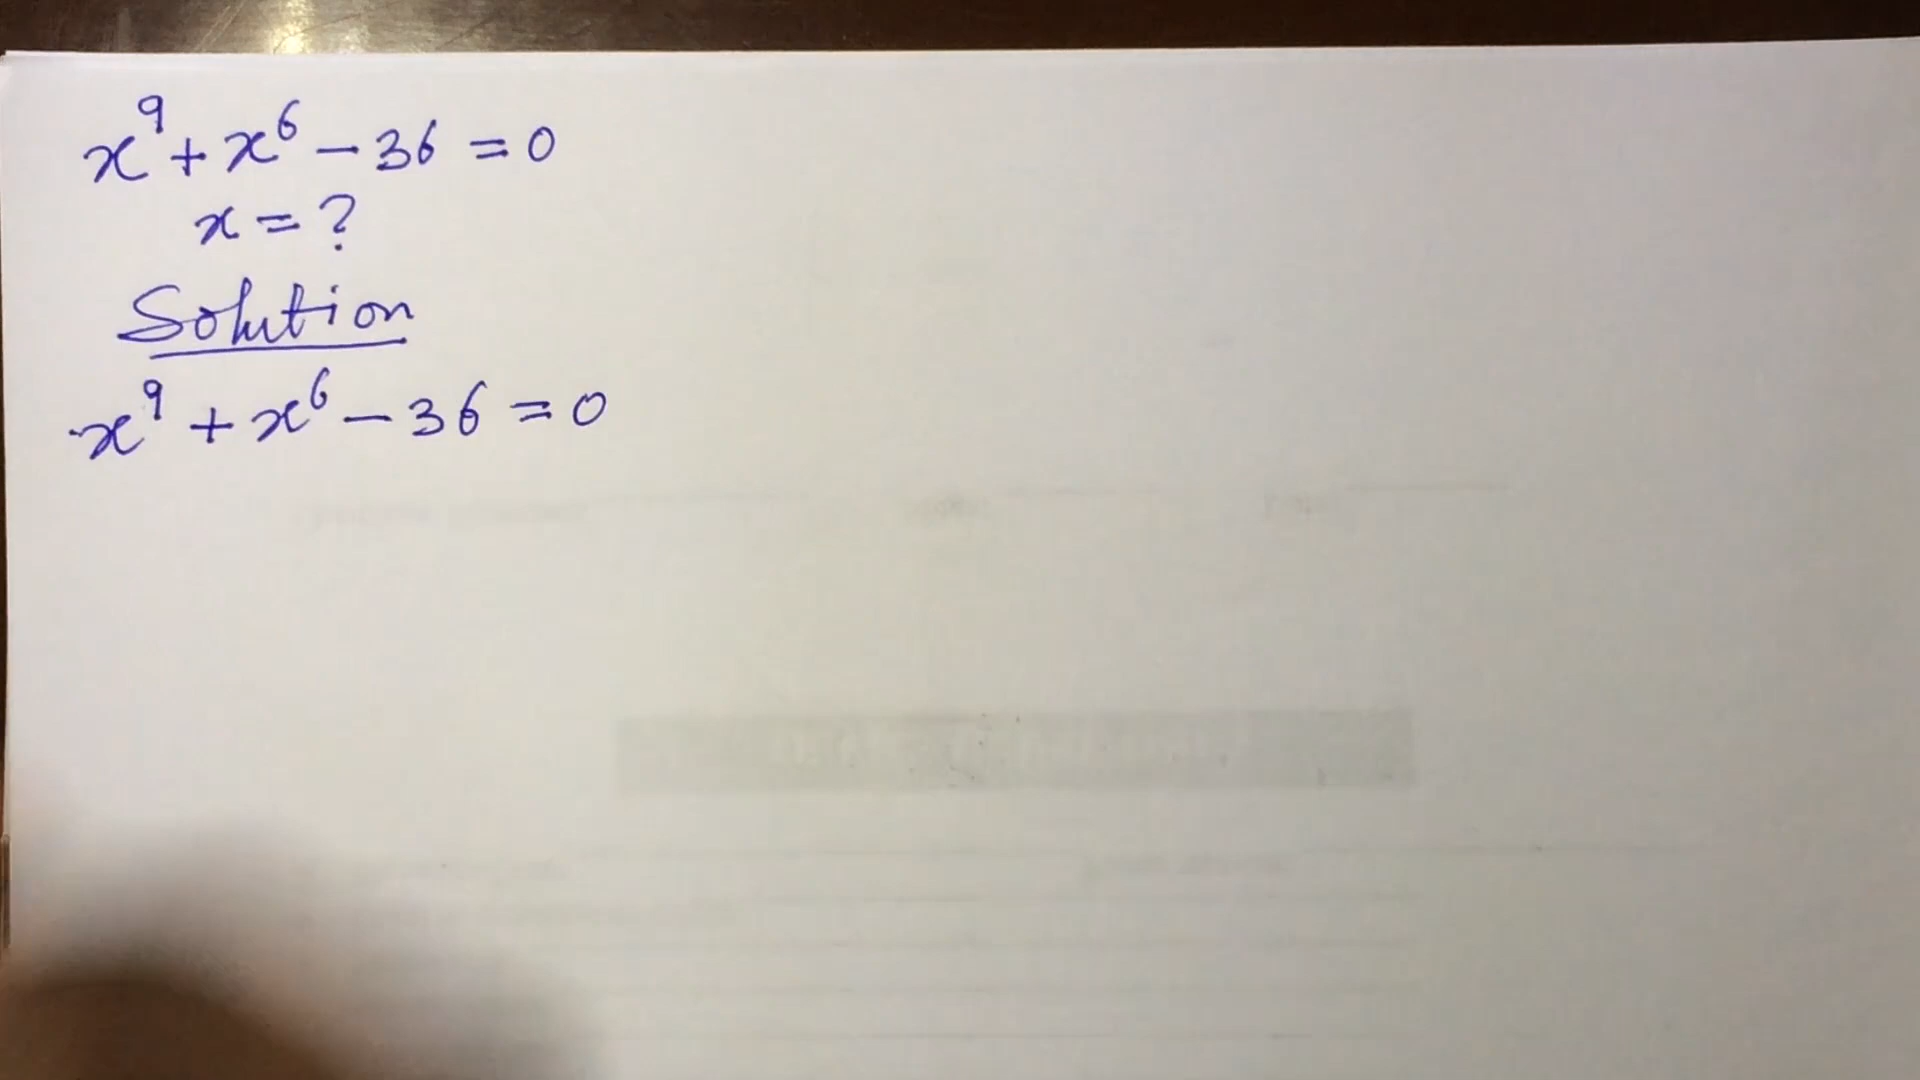 x⁹ + x⁶ - 36 = 0
x = ?
Solution
x⁹ + x⁶ - 36 = 0